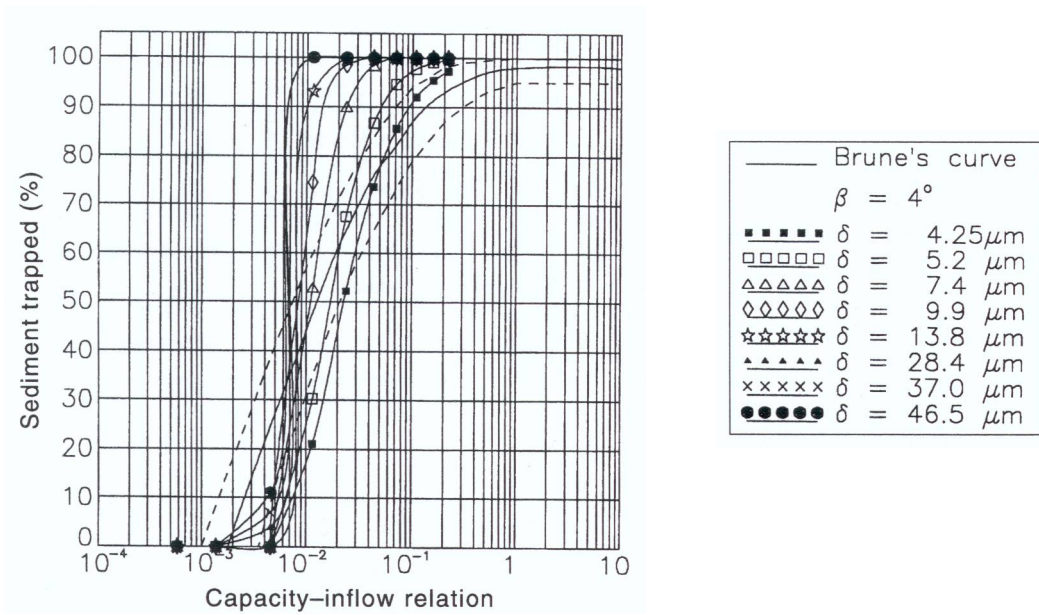 100
90
80
70
60
50
40
30
20
10
0
Sediment trapped (%)
10⁻⁴
10⁻³
10⁻²
10⁻¹
1
10
Capacity–inflow relation
Brune's curve
β = 4°
δ = 4.25μm
δ = 5.2 μm
δ = 7.4 μm
δ = 9.9 μm
δ = 13.8 μm
δ = 28.4 μm
δ = 37.0 μm
δ = 46.5 μm